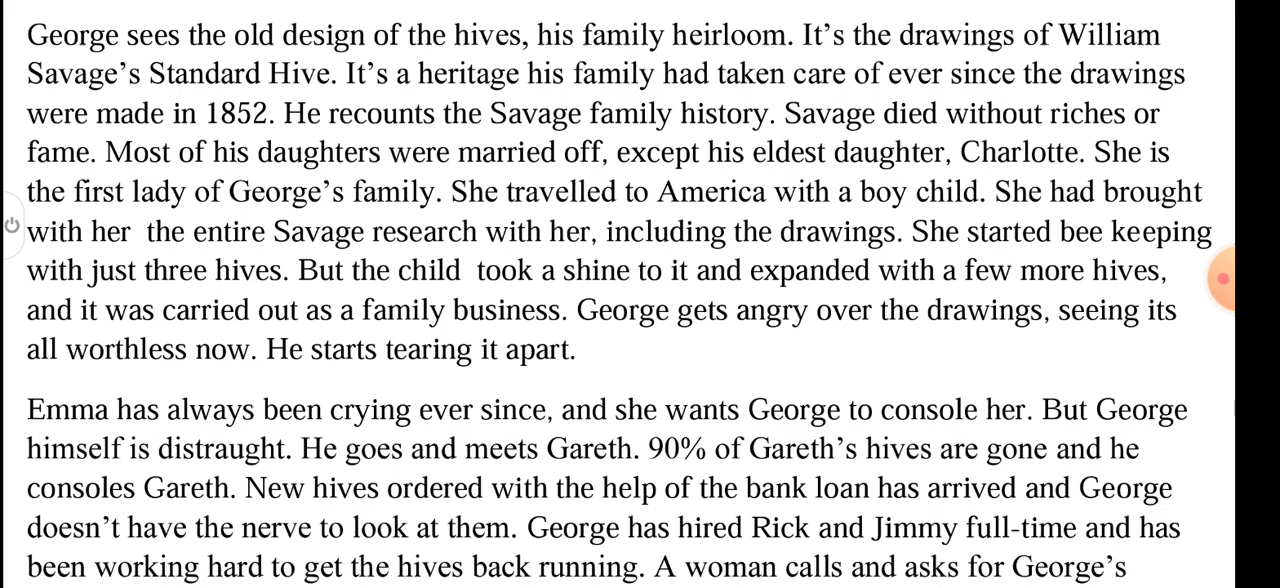 George sees the old design of the hives, his family heirloom. It’s the drawings of William
Savage’s Standard Hive. It’s a heritage his family had taken care of ever since the drawings
were made in 1852. He recounts the Savage family history. Savage died without riches or
fame. Most of his daughters were married off, except his eldest daughter, Charlotte. She is
the first lady of George’s family. She travelled to America with a boy child. She had brought
with her  the entire Savage research with her, including the drawings. She started bee keeping
with just three hives. But the child  took a shine to it and expanded with a few more hives,
and it was carried out as a family business. George gets angry over the drawings, seeing its
all worthless now. He starts tearing it apart.
Emma has always been crying ever since, and she wants George to console her. But George
himself is distraught. He goes and meets Gareth. 90% of Gareth’s hives are gone and he
consoles Gareth. New hives ordered with the help of the bank loan has arrived and George
doesn’t have the nerve to look at them. George has hired Rick and Jimmy full-time and has
been working hard to get the hives back running. A woman calls and asks for George’s